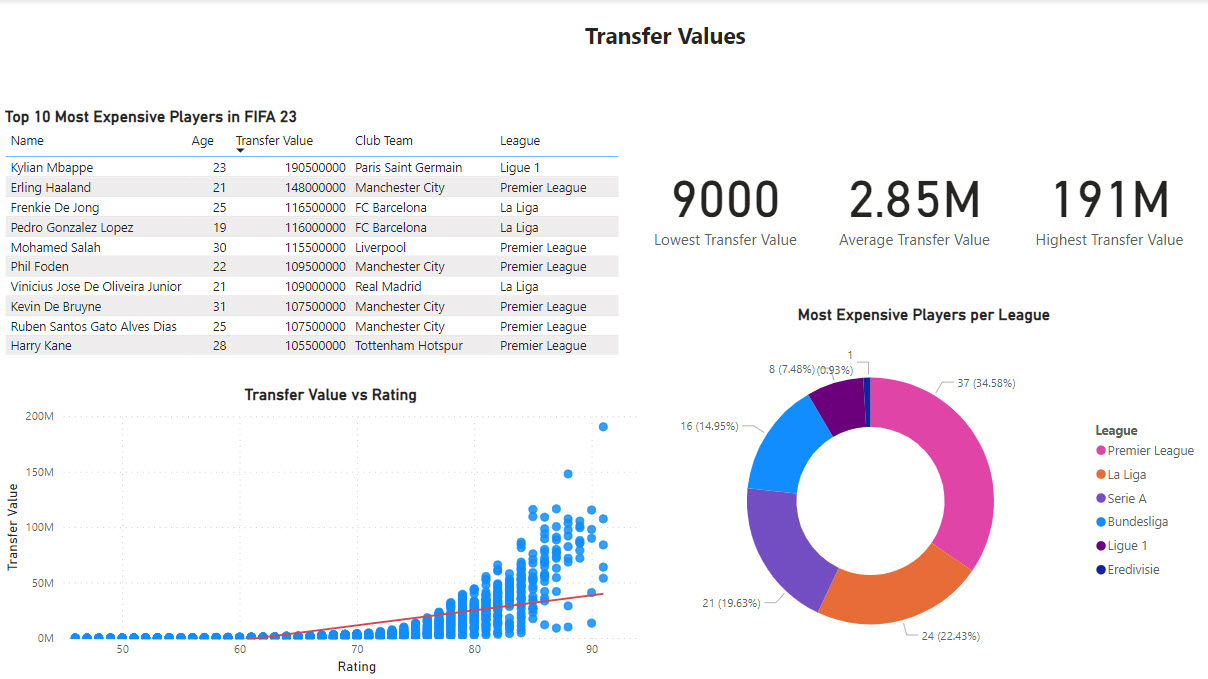 Transfer Values
Top 10 Most Expensive Players in FIFA 23
Name Age Transfer Value Club Team League
Kylian Mbappe 23 190500000 Paris Saint Germain Ligue 1
Erling Haaland 21 148000000 Manchester City Premier League
Frenkie De Jong 25 116500000 FC Barcelona La Liga
Pedro Gonzalez Lopez 19 116000000 FC Barcelona La Liga
Mohamed Salah 30 115500000 Liverpool Premier League
Phil Foden 22 109500000 Manchester City Premier League
Vinicius Jose De Oliveira Junior 21 109000000 Real Madrid La Liga
Kevin De Bruyne 31 107500000 Manchester City Premier League
Ruben Santos Gato Alves Dias 25 107500000 Manchester City Premier League
Harry Kane 28 105500000 Tottenham Hotspur Premier League
9000 2.85M 191M
Lowest Transfer Value Average Transfer Value Highest Transfer Value
Transfer Value vs Rating
200M
150M
100M
50M
0M
Transfer Value
50 60 70 80 90
Rating
Most Expensive Players per League
1
(0.93%)
8 (7.48%)
37 (34.58%)
16 (14.95%)
21 (19.63%)
24 (22.43%)
League
Premier League
La Liga
Serie A
Bundesliga
Ligue 1
Eredivisie